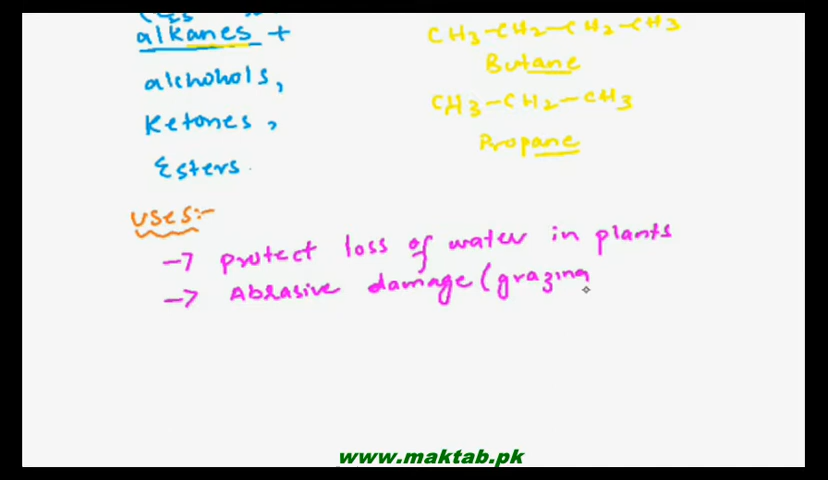 alkanes +
alchohols,
Ketones,
Esters.
CH3-CH2-CH2-CH3
Butane
CH3-CH2-CH3
Propane
uses:-
→ protect loss of water in plants
→ Abrasive damage (grazing
www.maktab.pk